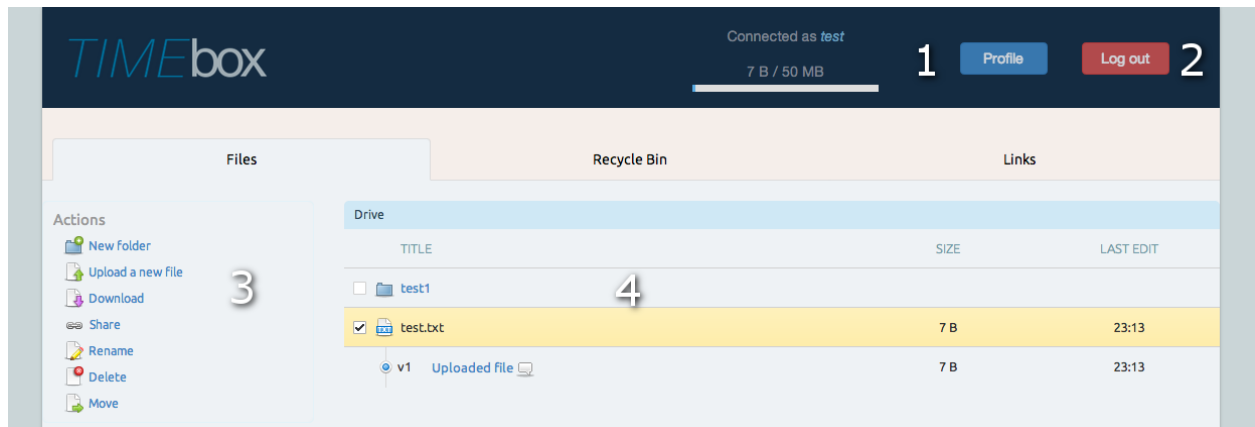 TIMEbox
Connected as test
7 B / 50 MB
1
Profile
Log out
2
Files
Recycle Bin
Links
Actions
New folder
Upload a new file
Download
Share
Rename
Delete
Move
3
Drive
TITLE SIZE LAST EDIT
test1
4
TXT test.txt 7 B 23:13
v1 Uploaded file 7 B 23:13